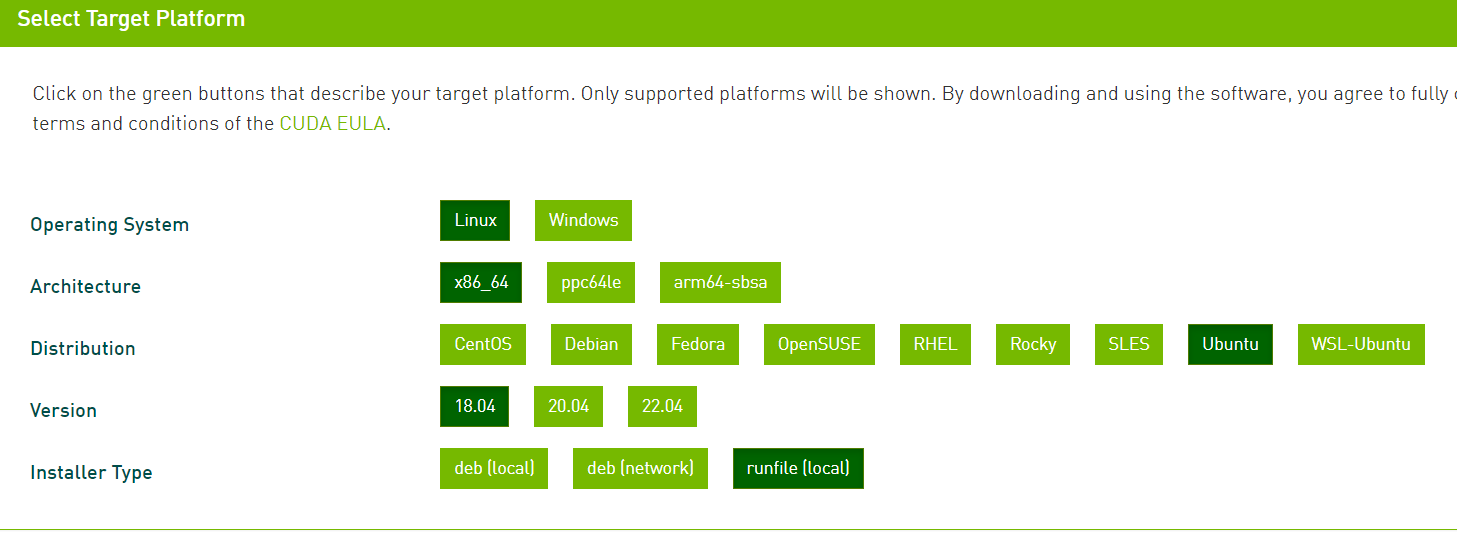 Select Target Platform
Click on the green buttons that describe your target platform. Only supported platforms will be shown. By downloading and using the software, you agree to fully
terms and conditions of the CUDA EULA.
Operating System Linux Windows
Architecture x86_64 ppc64le arm64-sbsa
Distribution CentOS Debian Fedora OpenSUSE RHEL Rocky SLES Ubuntu WSL-Ubuntu
Version 18.04 20.04 22.04
Installer Type deb (local) deb (network) runfile (local)